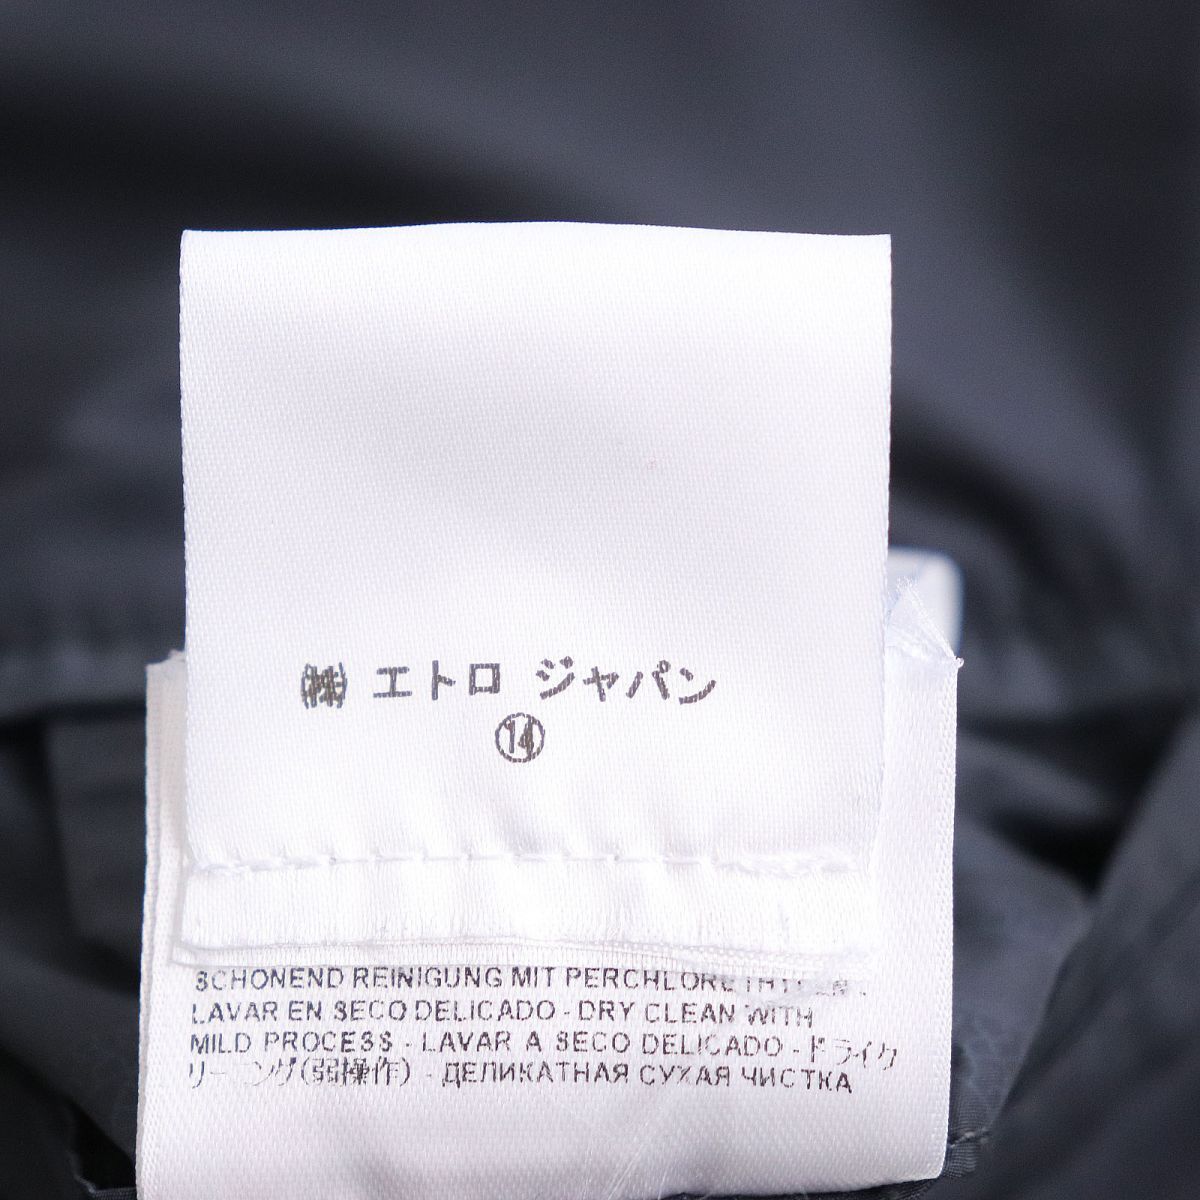 ㈱ エトロ ジャパン
⑭
SCHONEND REINIGUNG MIT
LAVAR EN SECO DELICADO - DRY CLEAN WITH
MILD PROCESS - LAVAR A SECO DELICADO - ドライク
リーニング(弱操作) - ДЕЛИКАТНАЯ СУХАЯ ЧИСТКА